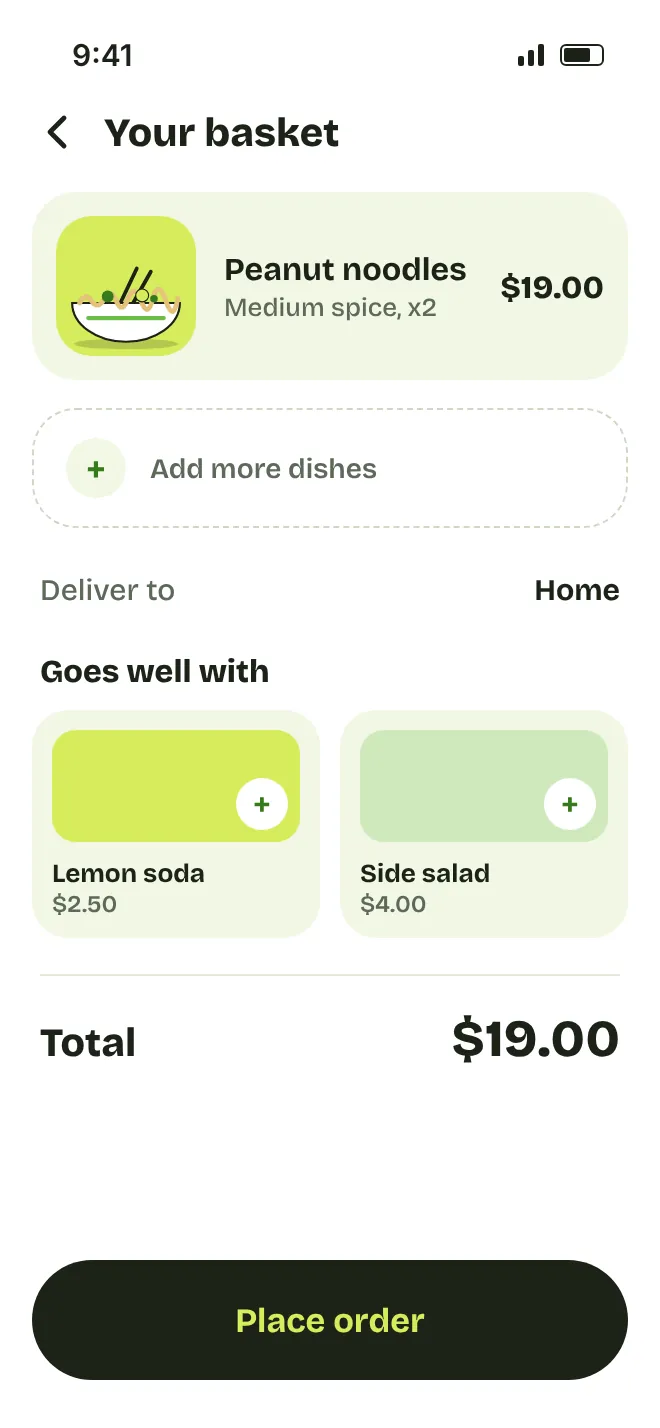 9:41
Your basket
Peanut noodles
Medium spice, x2
$19.00
+ Add more dishes
Deliver to Home
Goes well with
+
Lemon soda
$2.50
+
Side salad
$4.00
Total $19.00
Place order